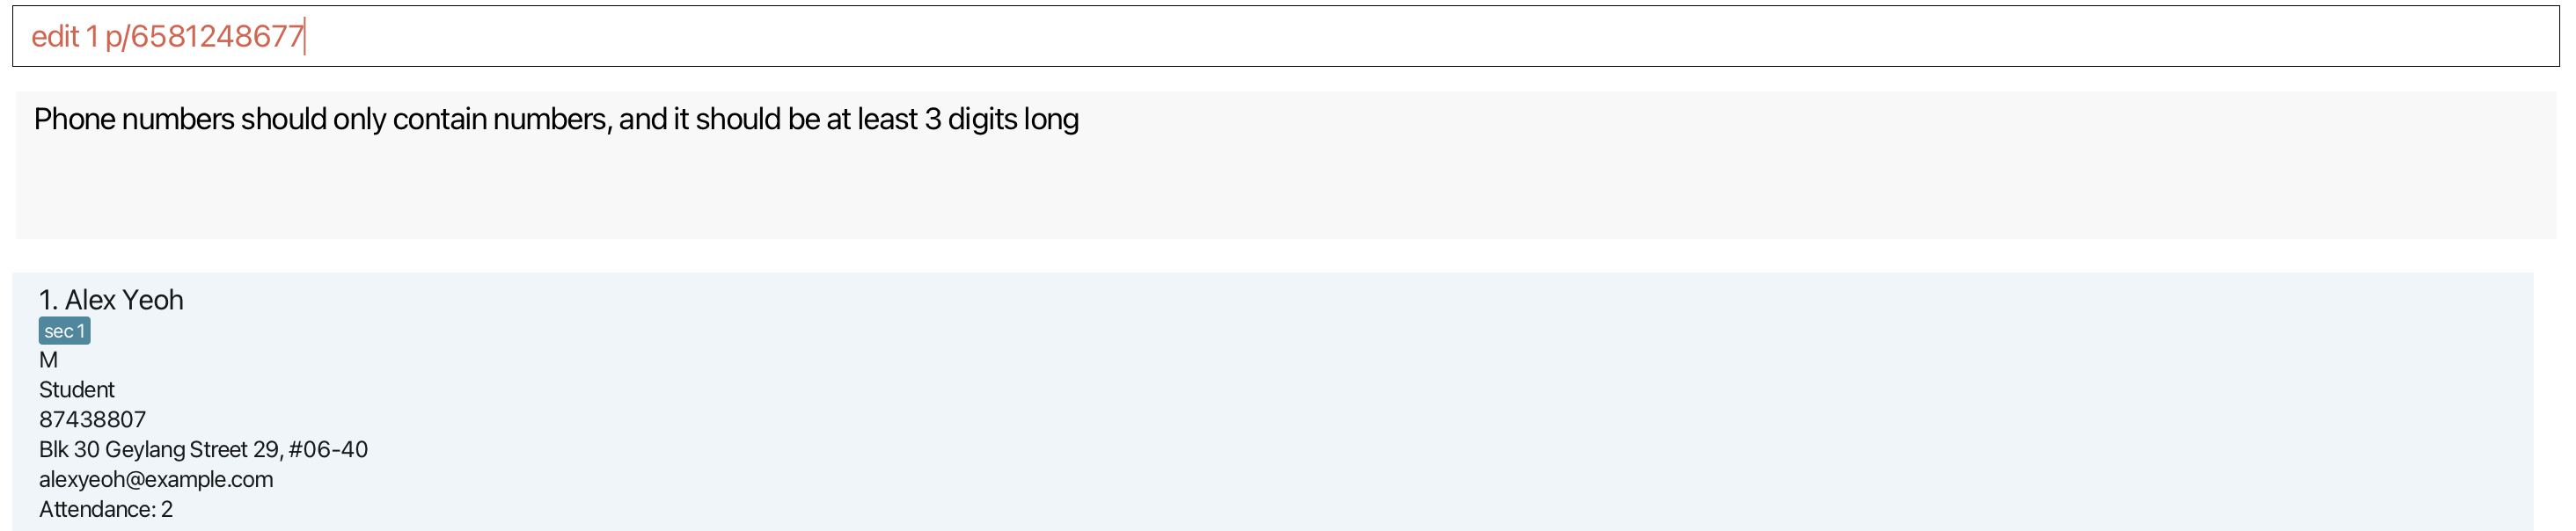 edit 1 p/6581248677
Phone numbers should only contain numbers, and it should be at least 3 digits long
1. Alex Yeoh
sec 1
M
Student
87438807
Blk 30 Geylang Street 29, #06-40
alexyeoh@example.com
Attendance: 2